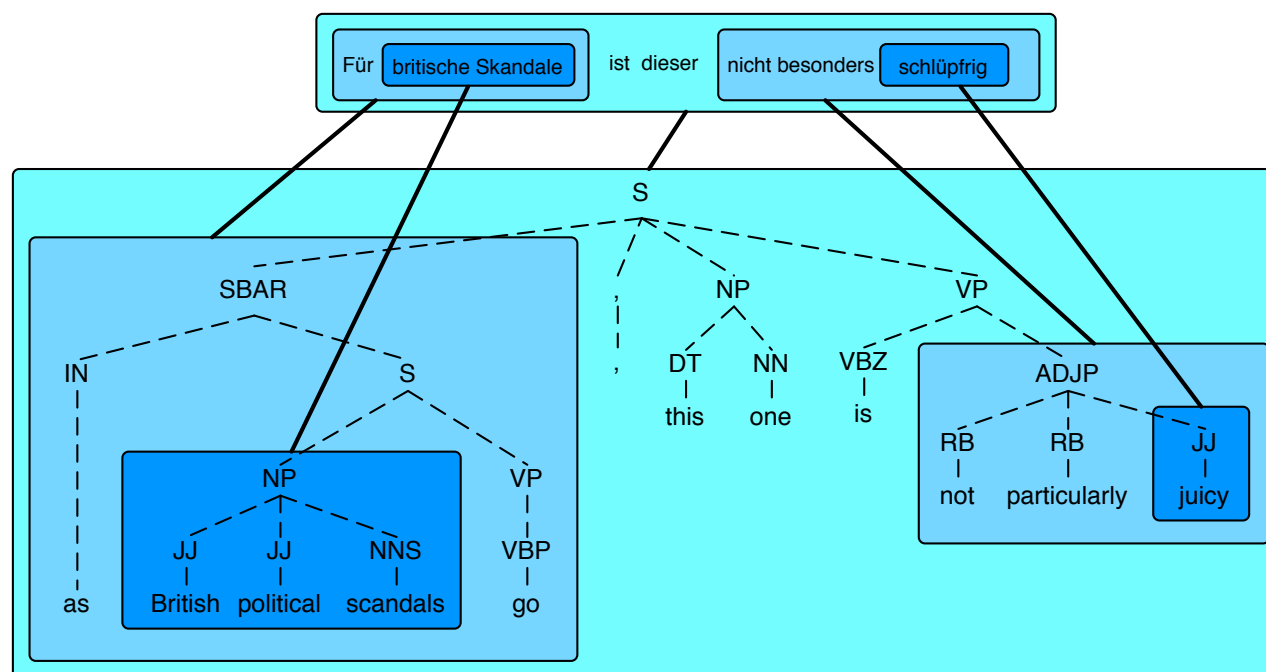 Für britische Skandale ist dieser nicht besonders schlüpfrig
S
SBAR , NP VP
IN S , DT NN VBZ ADJP
this one is
RB RB JJ
NP VP not particularly juicy
JJ JJ NNS VBP
as British political scandals go